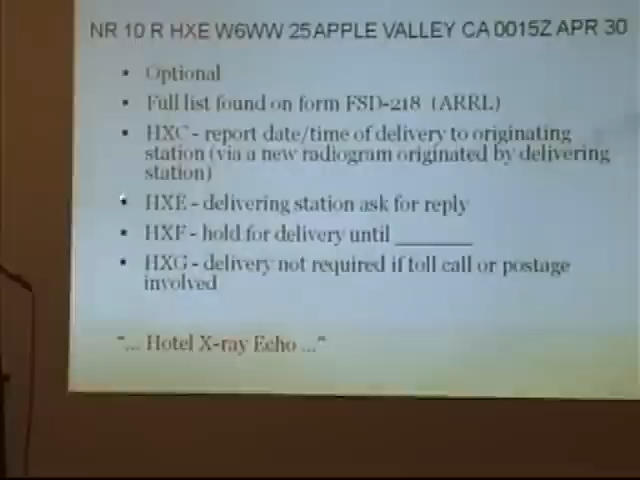 NR 10 R HXE W6WW 25 APPLE VALLEY CA 0015Z APR 30
• Optional
• Full list found on form FSD-218 (ARRL)
• HXC - report date/time of delivery to originating
station (via a new radiogram originated by delivering
station)
• HXE - delivering station ask for reply
• HXF - hold for delivery until ________
• HXG - delivery not required if toll call or postage
involved
"... Hotel X-ray Echo ..."